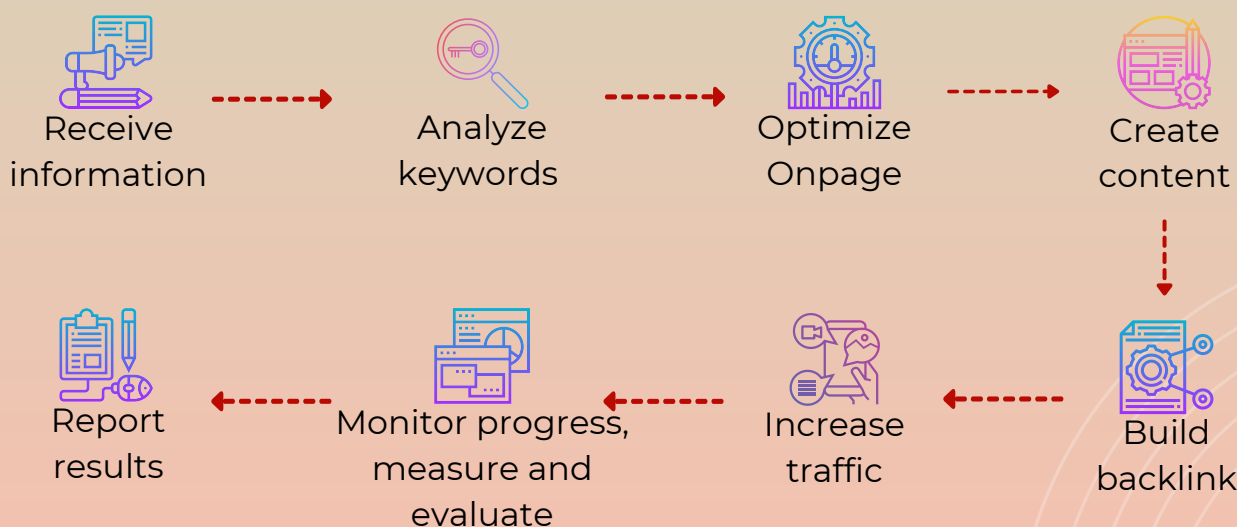 Receive
information
Analyze
keywords
Optimize
Onpage
Create
content
Build
backlink
Increase
traffic
Monitor progress,
measure and
evaluate
Report
results